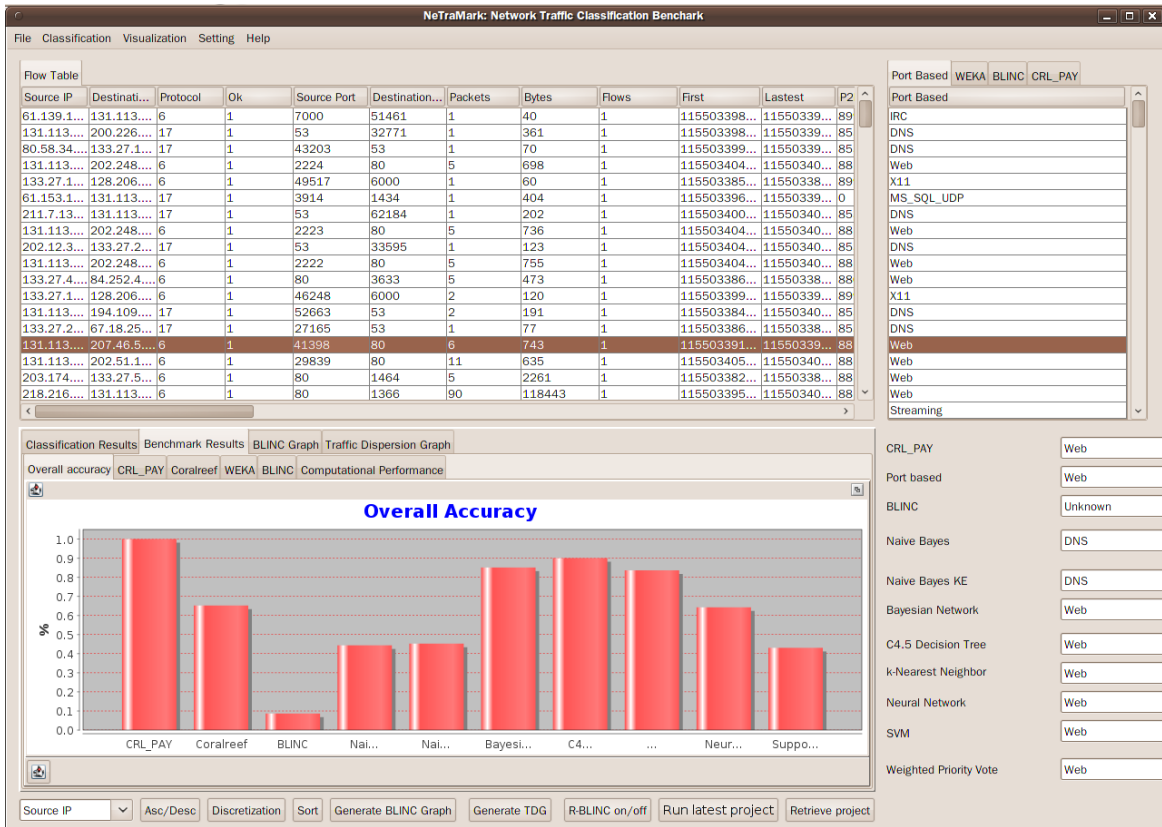 NeTraMark: Network Traffic Classification Benchark
File Classification Visualization Setting Help
Flow Table
Source IP Destinati... Protocol Ok Source Port Destination... Packets Bytes Flows First Lastest P2
61.139.1... 131.113.... 6 1 7000 51461 1 40 1 115503398... 11550339... 89
131.113.... 200.226.... 17 1 53 32771 1 361 1 115503398... 11550339... 85
80.58.34.... 133.27.1... 17 1 43203 53 1 70 1 115503399... 11550339... 85
131.113.... 202.248.... 6 1 2224 80 5 698 1 115503404... 11550340... 88
133.27.1... 128.206.... 6 1 49517 6000 1 60 1 115503385... 11550338... 89
61.153.1... 131.113.... 17 1 3914 1434 1 404 1 115503396... 11550339... 0
211.7.13... 131.113.... 17 1 53 62184 1 202 1 115503400... 11550340... 85
131.113.... 202.248.... 6 1 2223 80 5 736 1 115503404... 11550340... 88
202.12.3... 133.27.2... 17 1 53 33595 1 123 1 115503404... 11550340... 85
131.113.... 202.248.... 6 1 2222 80 5 755 1 115503404... 11550340... 88
133.27.4... 84.252.4... 6 1 80 3633 5 473 1 115503386... 11550338... 88
133.27.1... 128.206.... 6 1 46248 6000 2 120 1 115503399... 11550339... 89
131.113.... 194.109.... 17 1 52663 53 2 191 1 115503384... 11550340... 85
133.27.2... 67.18.25... 17 1 27165 53 1 77 1 115503386... 11550338... 85
131.113.... 207.46.5... 6 1 41398 80 6 743 1 115503391... 11550339... 88
131.113.... 202.51.1... 6 1 29839 80 11 635 1 115503405... 11550340... 88
203.174.... 133.27.5... 6 1 80 1464 5 2261 1 115503382... 11550338... 88
218.216.... 131.113.... 6 1 80 1366 90 118443 1 115503395... 11550340... 88
Port Based WEKA BLINC CRL_PAY
Port Based
IRC
DNS
DNS
Web
X11
MS_SQL_UDP
DNS
Web
DNS
Web
Web
X11
DNS
DNS
Web
Web
Web
Web
Streaming
Classification Results Benchmark Results BLINC Graph Traffic Dispersion Graph
Overall accuracy CRL_PAY Coralreef WEKA BLINC Computational Performance
Overall Accuracy
%
1.0
0.9
0.8
0.7
0.6
0.5
0.4
0.3
0.2
0.1
0.0
CRL_PAY Coralreef BLINC Nai... Nai... Bayesi... C4... ... Neur... Suppo...
CRL_PAY Web
Port based Web
BLINC Unknown
Naive Bayes DNS
Naive Bayes KE DNS
Bayesian Network Web
C4.5 Decision Tree Web
k-Nearest Neighbor Web
Neural Network Web
SVM Web
Weighted Priority Vote Web
Source IP Asc/Desc Discretization Sort Generate BLINC Graph Generate TDG R-BLINC on/off Run latest project Retrieve project